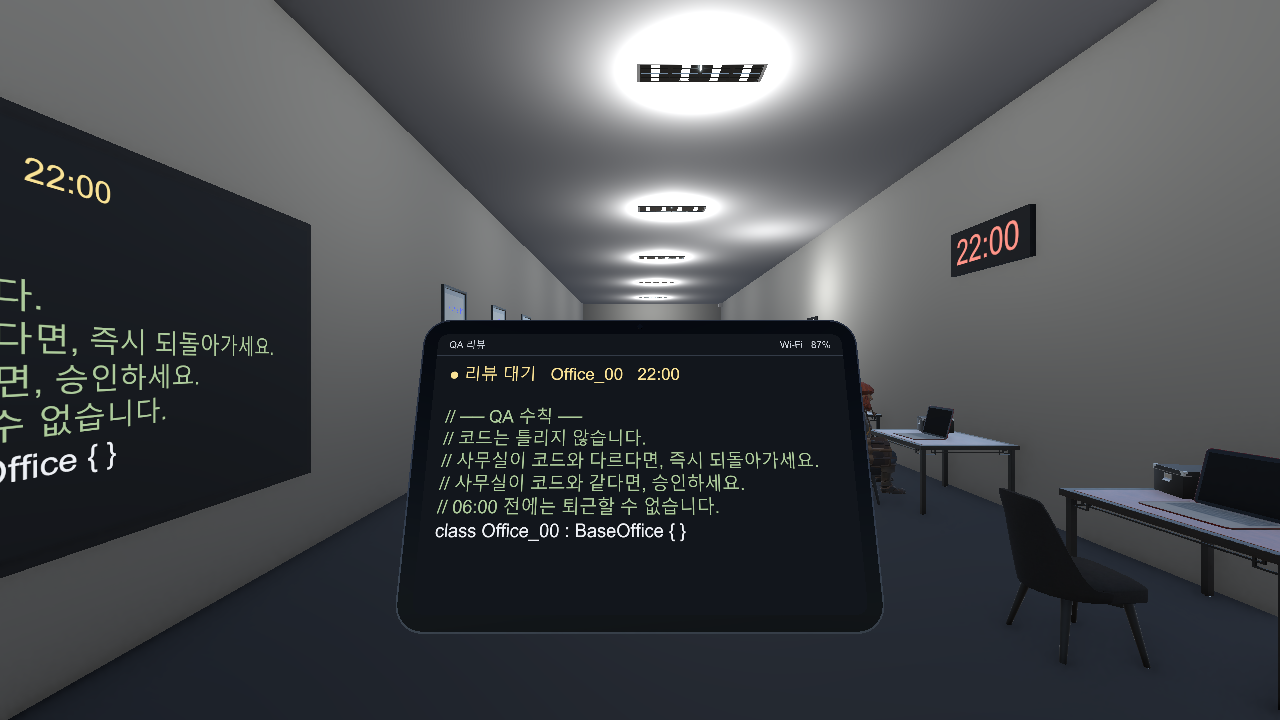 22:00
다.
다면, 즉시 되돌아가세요.
면, 승인하세요.
수 없습니다.
Office { }
22:00
QA 리뷰 Wi-Fi 87%
● 리뷰 대기 Office_00 22:00
// ── QA 수칙 ──
// 코드는 틀리지 않습니다.
// 사무실이 코드와 다르다면, 즉시 되돌아가세요.
// 사무실이 코드와 같다면, 승인하세요.
// 06:00 전에는 퇴근할 수 없습니다.
class Office_00 : BaseOffice { }